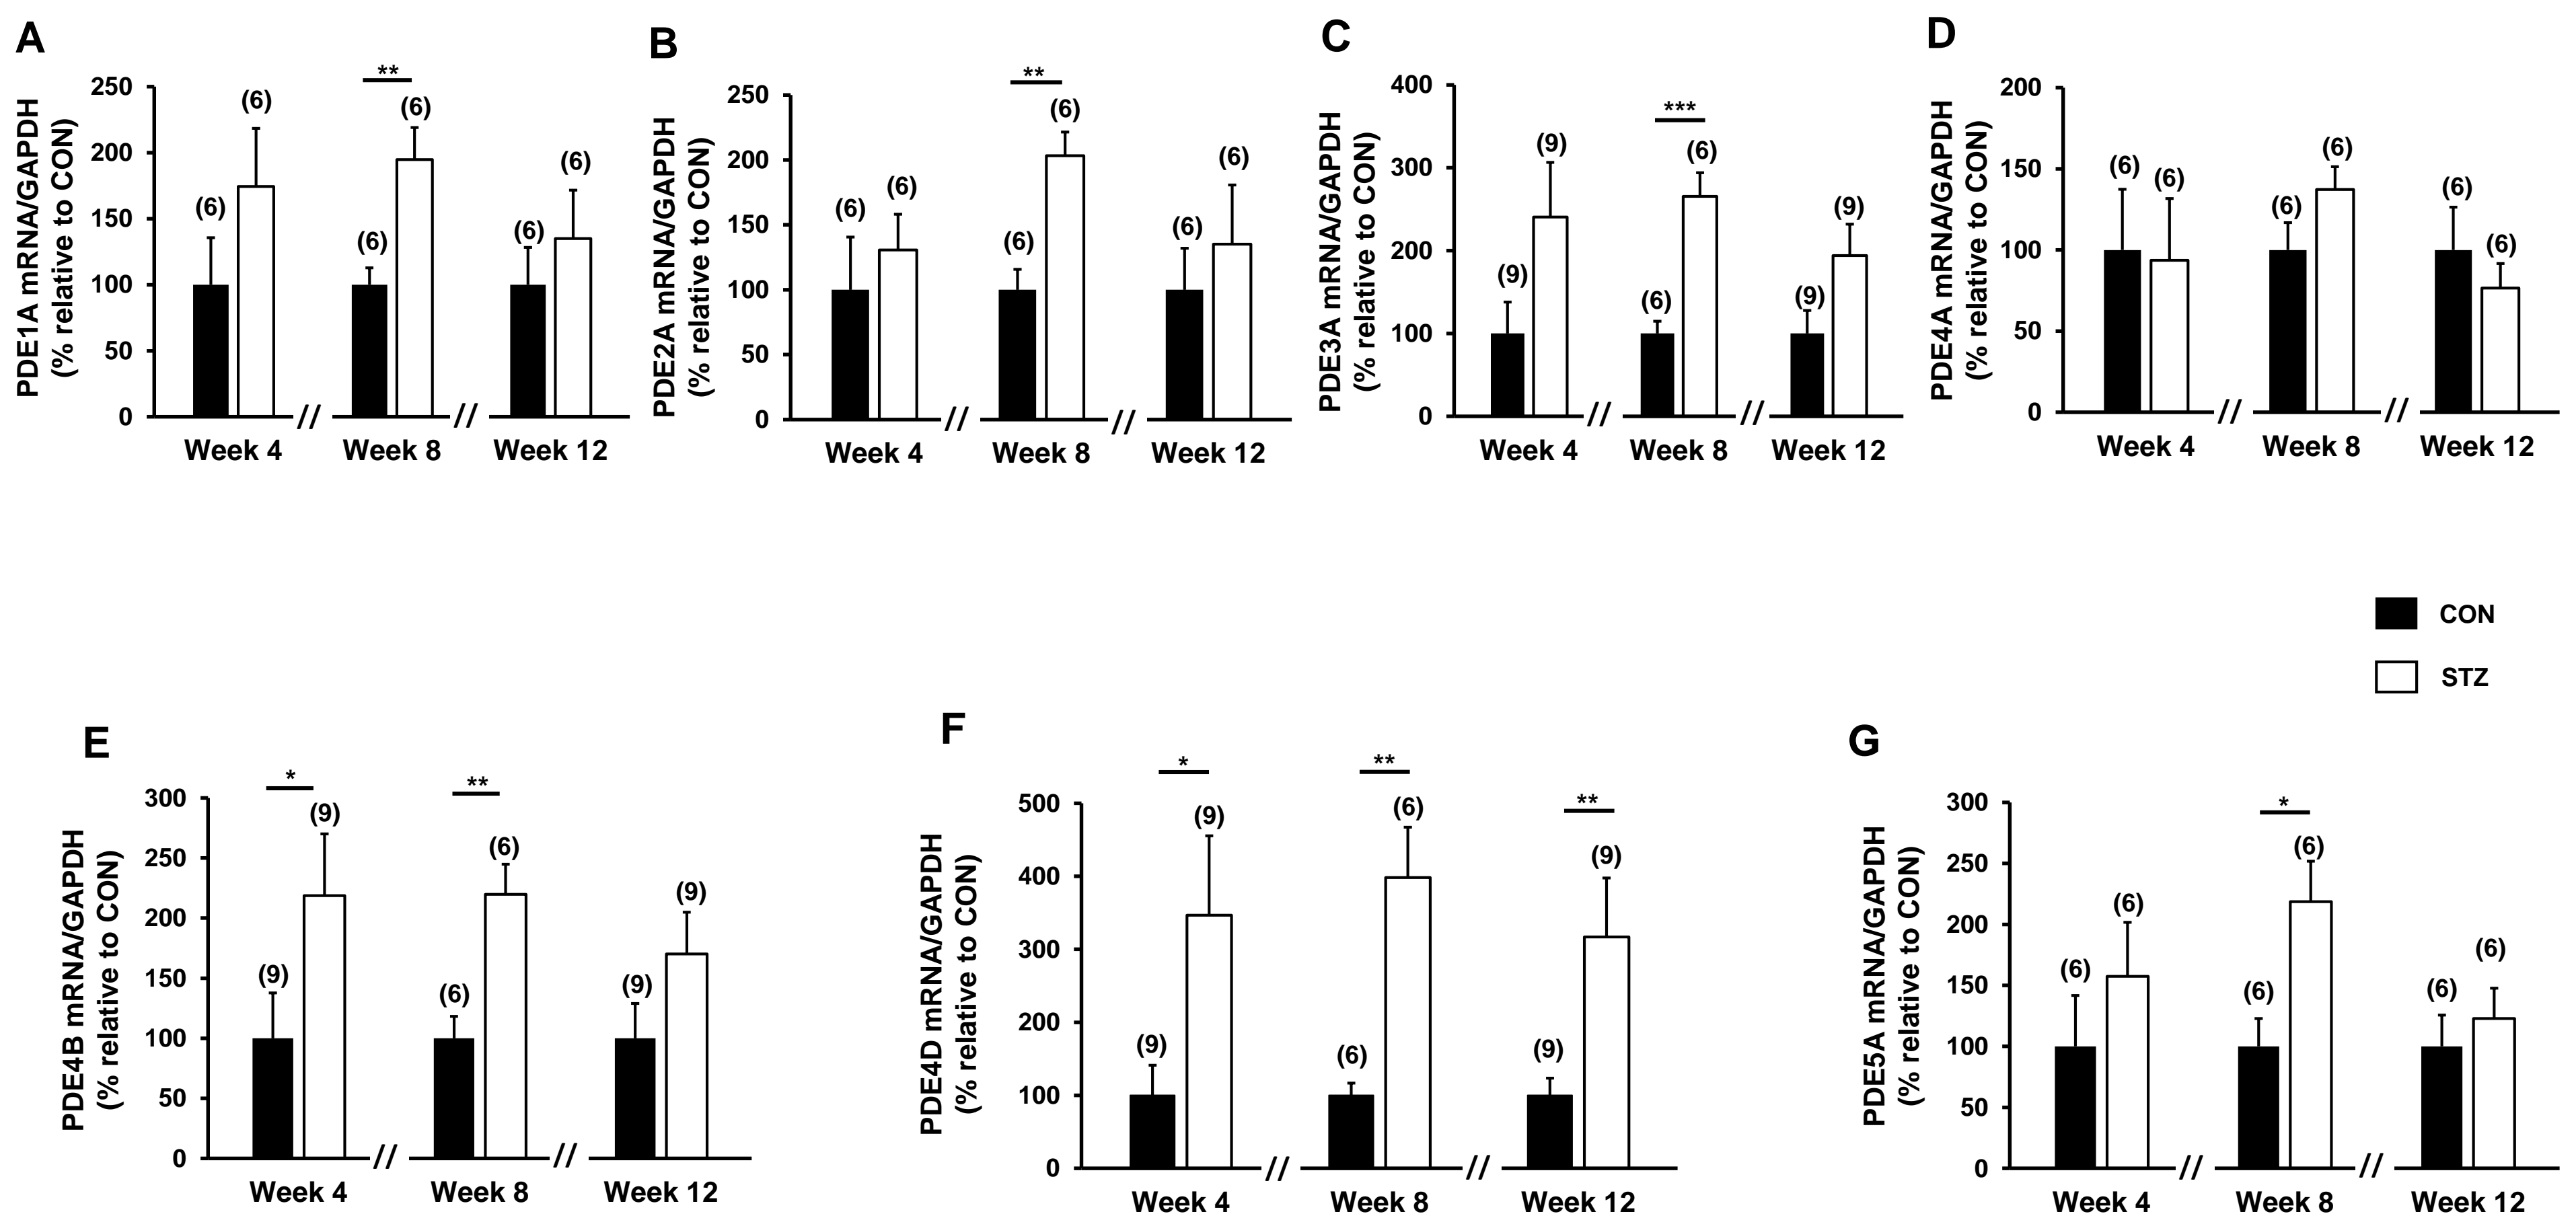 A
PDE1A mRNA/GAPDH
(% relative to CON)
250
200
150
100
50
0
(6)
(6)
**
(6)
(6)
(6)
(6)
Week 4
//
Week 8
//
Week 12
B
PDE2A mRNA/GAPDH
(% relative to CON)
250
200
150
100
50
0
(6)
(6)
**
(6)
(6)
(6)
(6)
Week 4
//
Week 8
//
Week 12
C
PDE3A mRNA/GAPDH
(% relative to CON)
400
300
200
100
0
(9)
(9)
***
(6)
(6)
(9)
(9)
Week 4
//
Week 8
//
Week 12
D
PDE4A mRNA/GAPDH
(% relative to CON)
200
150
100
50
0
(6)
(6)
(6)
(6)
(6)
(6)
Week 4
//
Week 8
//
Week 12
CON
STZ
E
PDE4B mRNA/GAPDH
(% relative to CON)
300
250
200
150
100
50
0
*
(9)
(9)
**
(6)
(6)
(9)
(9)
Week 4
//
Week 8
//
Week 12
F
PDE4D mRNA/GAPDH
(% relative to CON)
500
400
300
200
100
0
*
(9)
(9)
**
(6)
(6)
**
(9)
(9)
Week 4
//
Week 8
//
Week 12
G
PDE5A mRNA/GAPDH
(% relative to CON)
300
250
200
150
100
50
0
(6)
(6)
*
(6)
(6)
(6)
(6)
Week 4
//
Week 8
//
Week 12